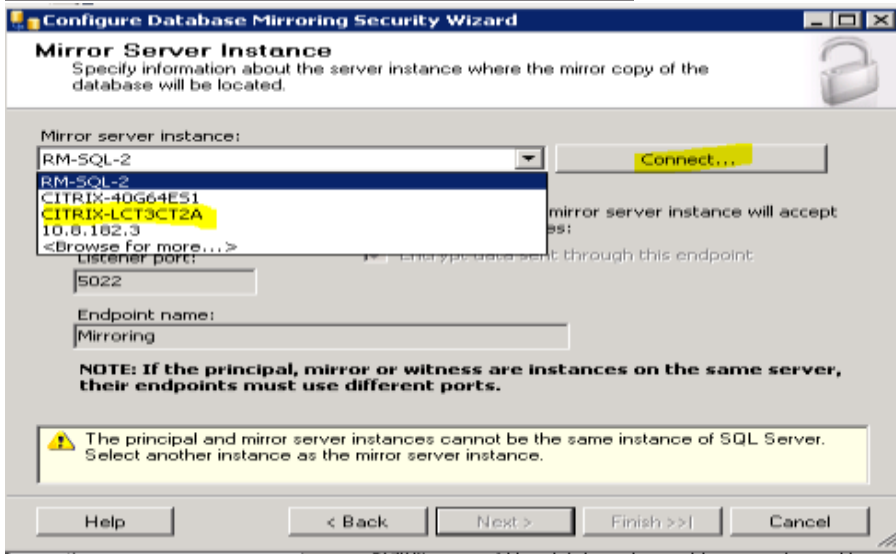 Configure Database Mirroring Security Wizard
Mirror Server Instance
Specify information about the server instance where the mirror copy of the
database will be located.
Mirror server instance:
RM-SQL-2
Connect...
RM-SQL-2
CITRIX-40G64ES1
CITRIX-LCT3CT2A
mirror server instance will accept
10.8.182.3
es:
<Browse for more...>
Listener port:
Encrypt data sent through this endpoint
5022
Endpoint name:
Mirroring
NOTE: If the principal, mirror or witness are instances on the same server,
their endpoints must use different ports.
The principal and mirror server instances cannot be the same instance of SQL Server.
Select another instance as the mirror server instance.
Help
< Back
Next >
Finish >>|
Cancel